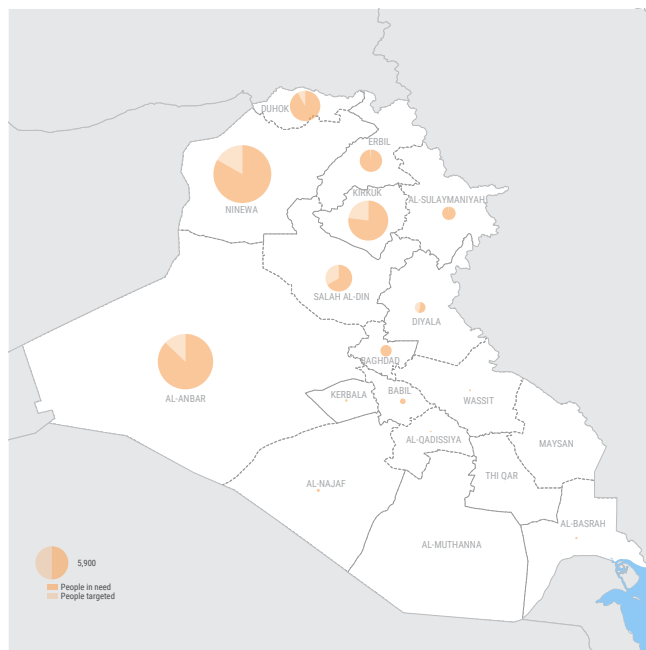 DUHOK
ERBIL
KIRKUK
AL-SULAYMANIYAH
NINEWA
SALAH AL-DIN
DIYALA
BAGHDAD
AL-ANBAR
KERBALA
BABIL
WASSIT
AL-QADISSIYA
MAYSAN
THI QAR
AL-NAJAF
AL-BASRAH
AL-MUTHANNA
5,900
People in need
People targeted